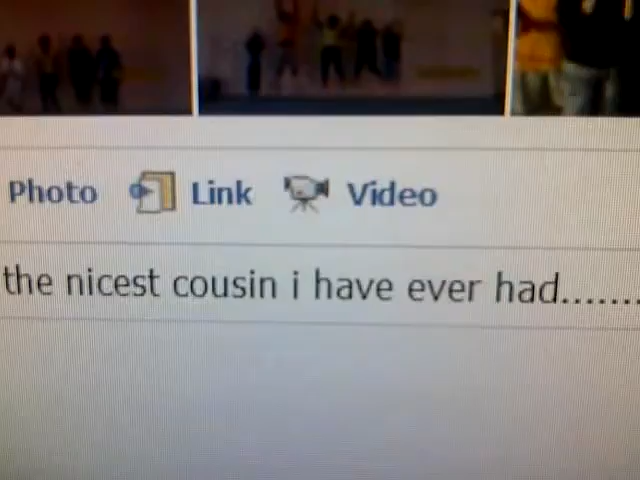 Photo Link Video
the nicest cousin i have ever had.......